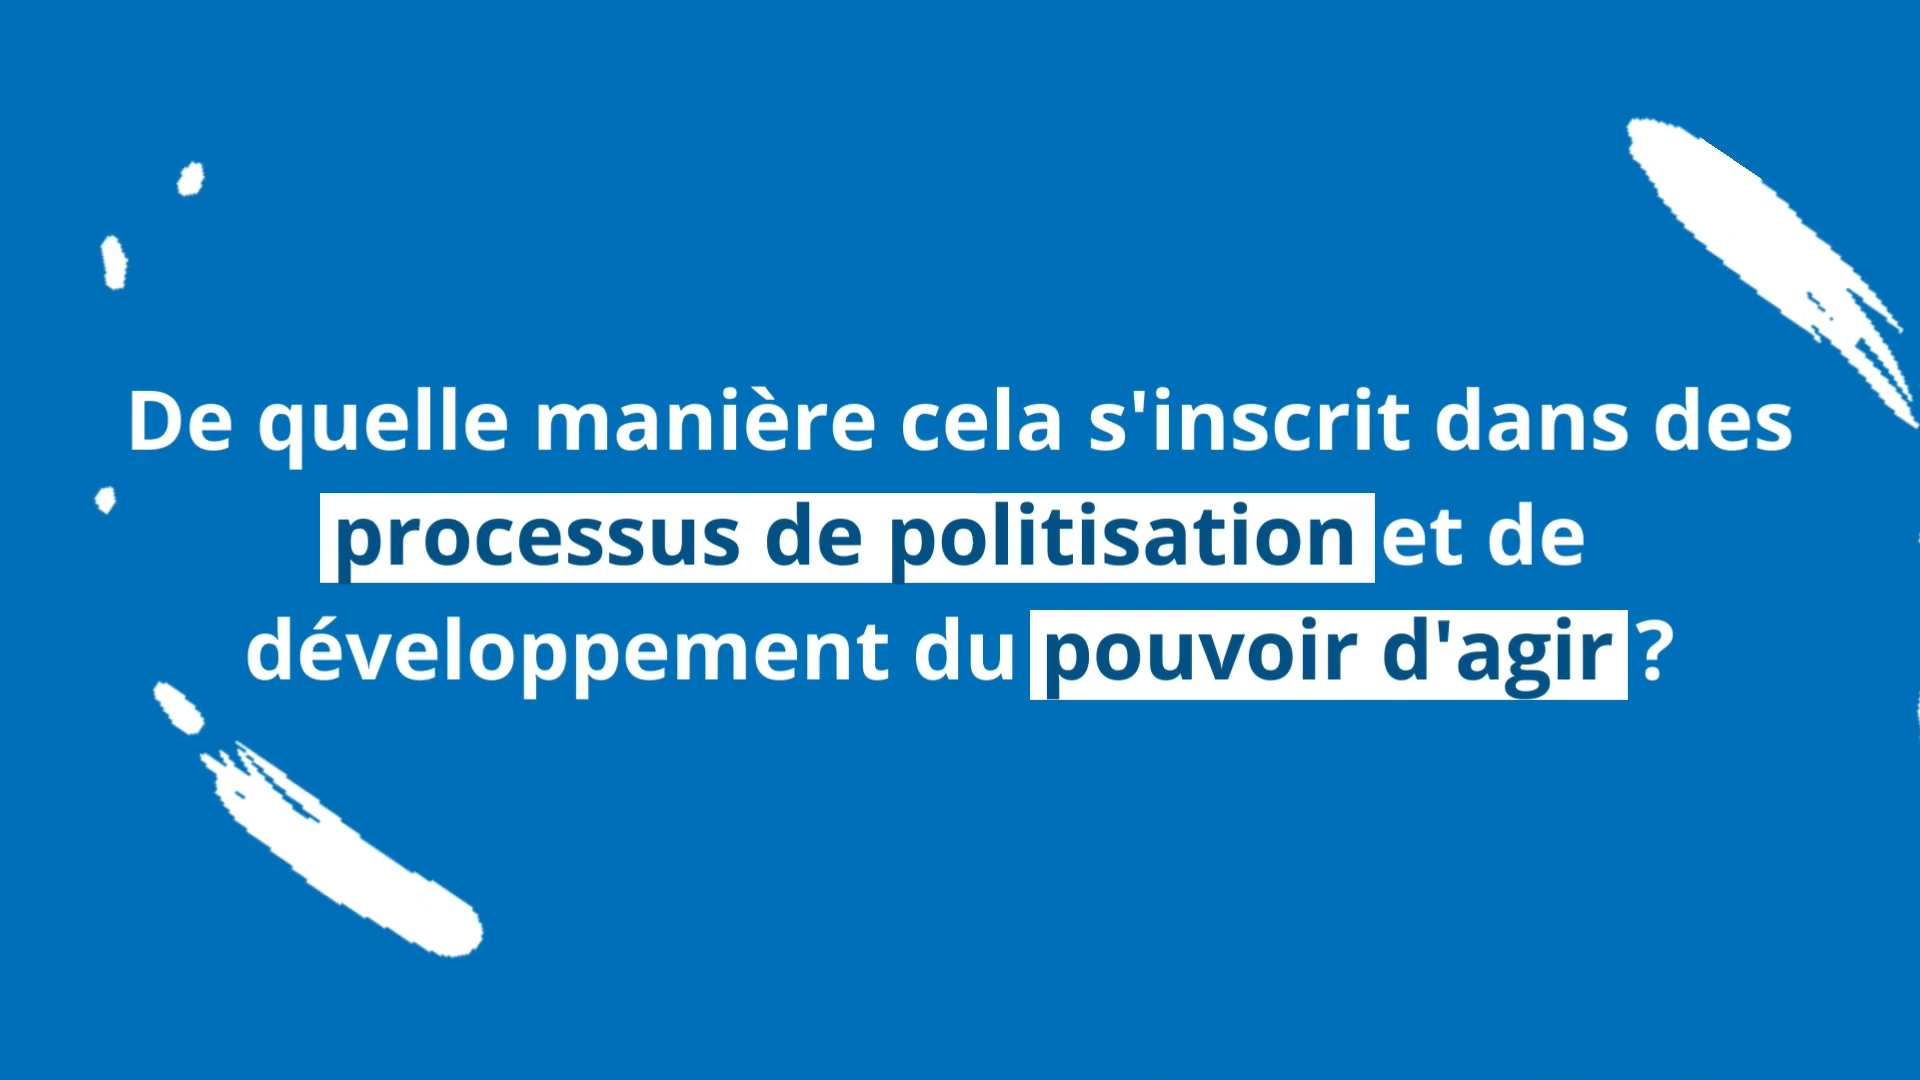 De quelle manière cela s'inscrit dans des
processus de politisation et de
développement du pouvoir d'agir ?